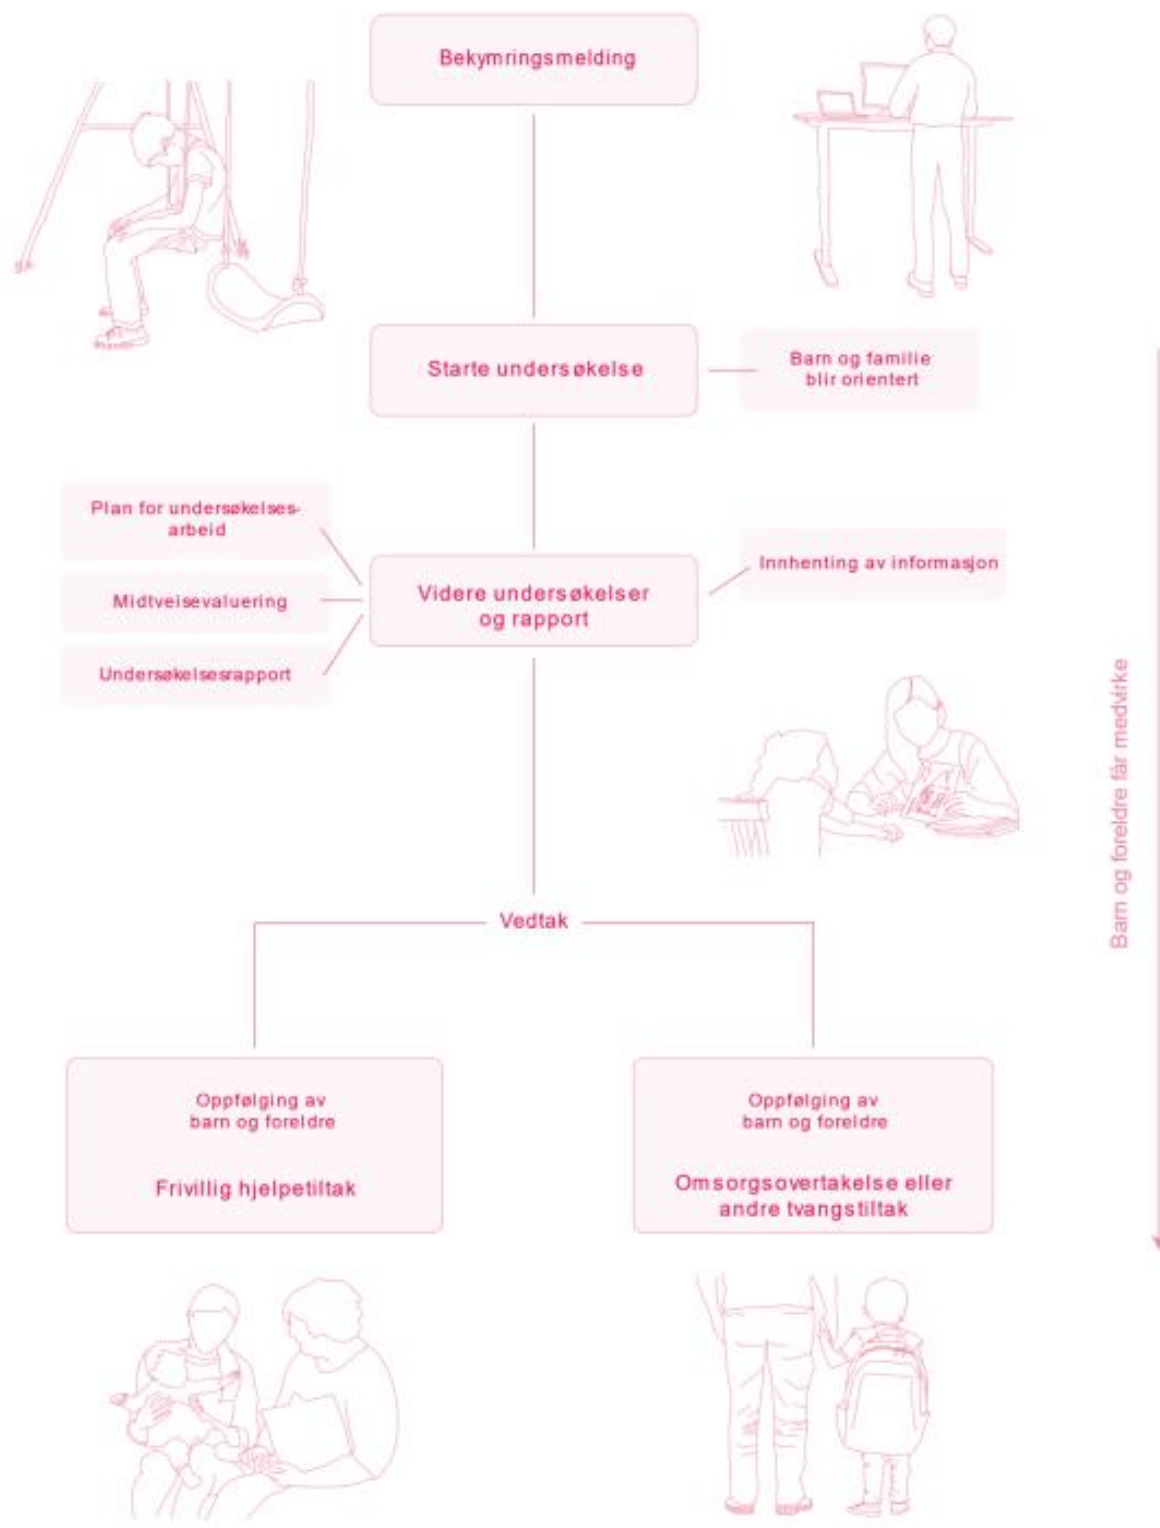 Bekymringsmelding
Starte undersøkelse
Barn og familie
blir orientert
Plan for undersøkelses-
arbeid
Midtveisevaluering
Undersøkelsesrapport
Videre undersøkelser
og rapport
Innhenting av informasjon
Barn og foreldre får medvirke
Vedtak
Oppfølging av
barn og foreldre
Frivillig hjelpetiltak
Oppfølging av
barn og foreldre
Omsorgsovertakelse eller
andre tvangstiltak